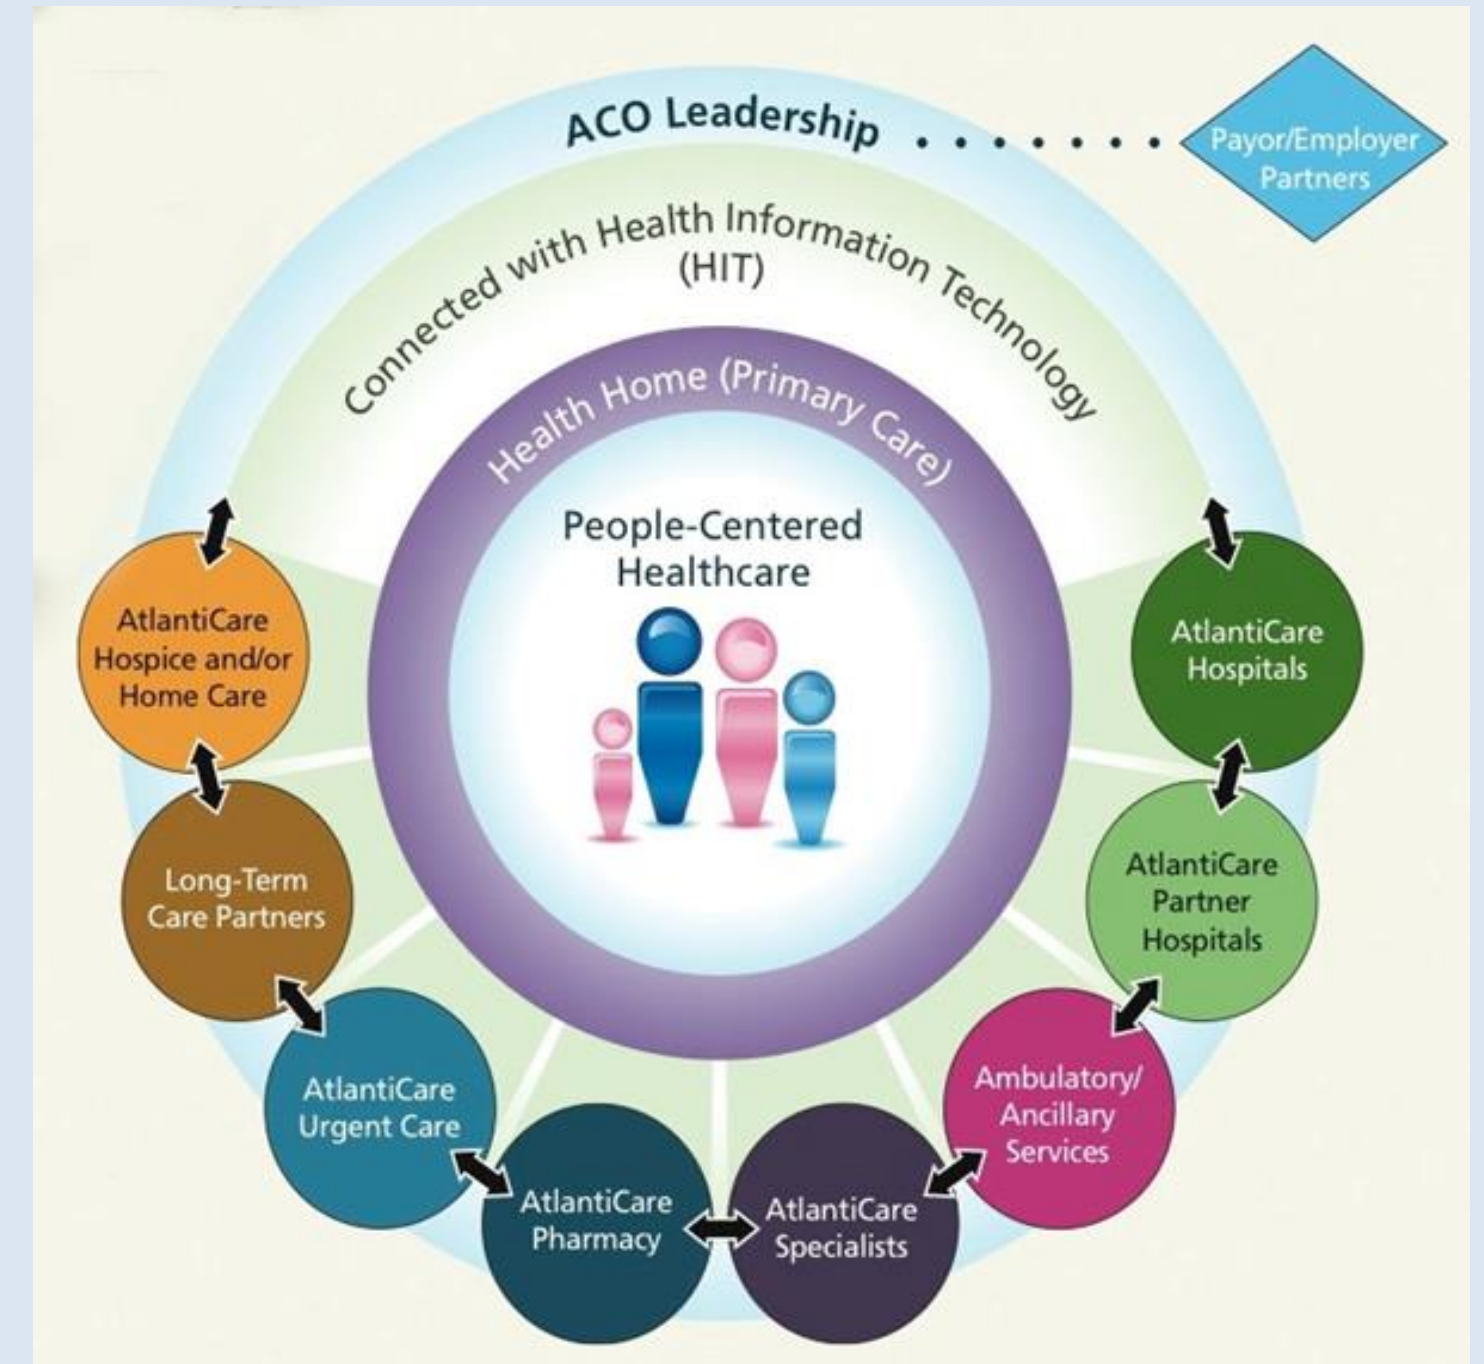 ACO Leadership
Payor/Employer
Partners
Connected with Health Information Technology
(HIT)
Health Home (Primary Care)
People-Centered
Healthcare
AtlantiCare
Hospice and/or
Home Care
AtlantiCare
Hospitals
Long-Term
Care Partners
AtlantiCare
Partner
Hospitals
AtlantiCare
Urgent Care
Ambulatory/
Ancillary
Services
AtlantiCare
Pharmacy
AtlantiCare
Specialists